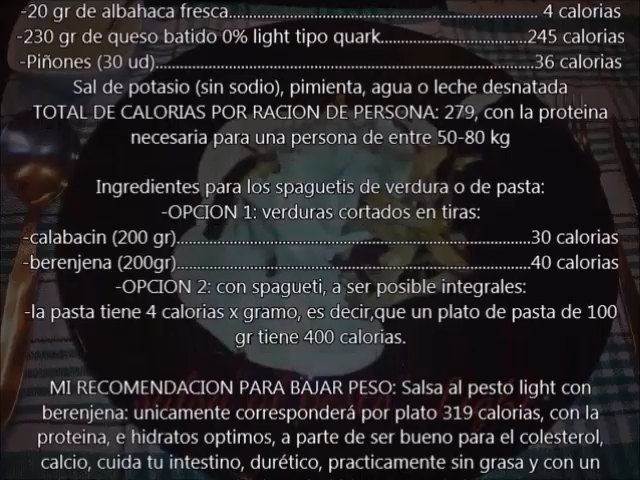 -20 gr de albahaca fresca.................................................... 4 calorias
-230 gr de queso batido 0% light tipo quark........................245 calorias
-Piñones (30 ud)................................................................36 calorias
Sal de potasio (sin sodio), pimienta, agua o leche desnatada
TOTAL DE CALORIAS POR RACION DE PERSONA: 279, con la proteina
necesaria para una persona de entre 50-80 kg
Ingredientes para los spaguetis de verdura o de pasta:
-OPCION 1: verduras cortados en tiras:
-calabacin (200 gr)............................................................30 calorias
-berenjena (200gr)............................................................40 calorias
-OPCION 2: con spagueti, a ser posible integrales:
-la pasta tiene 4 calorias x gramo, es decir,que un plato de pasta de 100
gr tiene 400 calorias.
MI RECOMENDACION PARA BAJAR PESO: Salsa al pesto light con
berenjena: unicamente corresponderá por plato 319 calorias, con la
proteina, e hidratos optimos, a parte de ser bueno para el colesterol,
calcio, cuida tu intestino, durético, practicamente sin grasa y con un